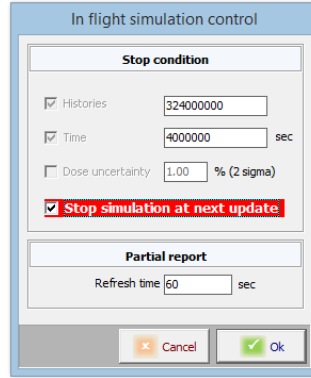 In flight simulation control
Stop condition
Histories 324000000
Time 4000000 sec
Dose uncertainty 1.00 % (2 sigma)
Stop simulation at next update
Partial report
Refresh time 60 sec
Cancel Ok